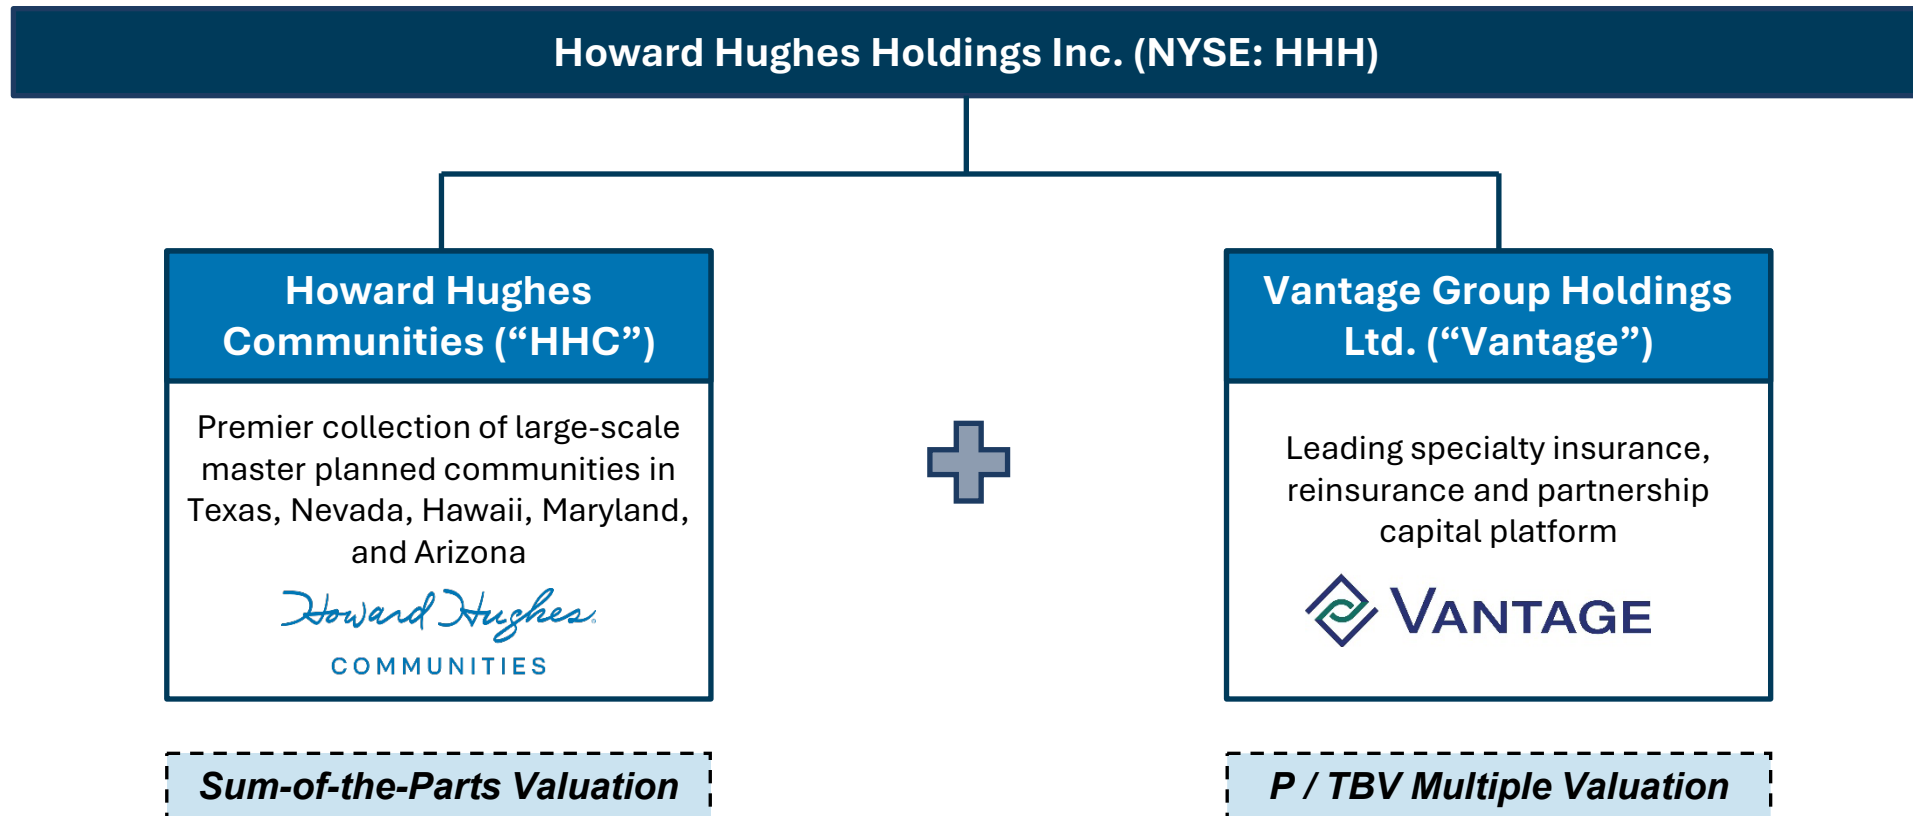 Howard Hughes Holdings Inc. (NYSE: HHH)
Howard Hughes
Communities (“HHC”)
Premier collection of large-scale
master planned communities in
Texas, Nevada, Hawaii, Maryland,
and Arizona
Howard Hughes
COMMUNITIES
Sum-of-the-Parts Valuation
Vantage Group Holdings
Ltd. (“Vantage”)
Leading specialty insurance,
reinsurance and partnership
capital platform
VANTAGE
P / TBV Multiple Valuation